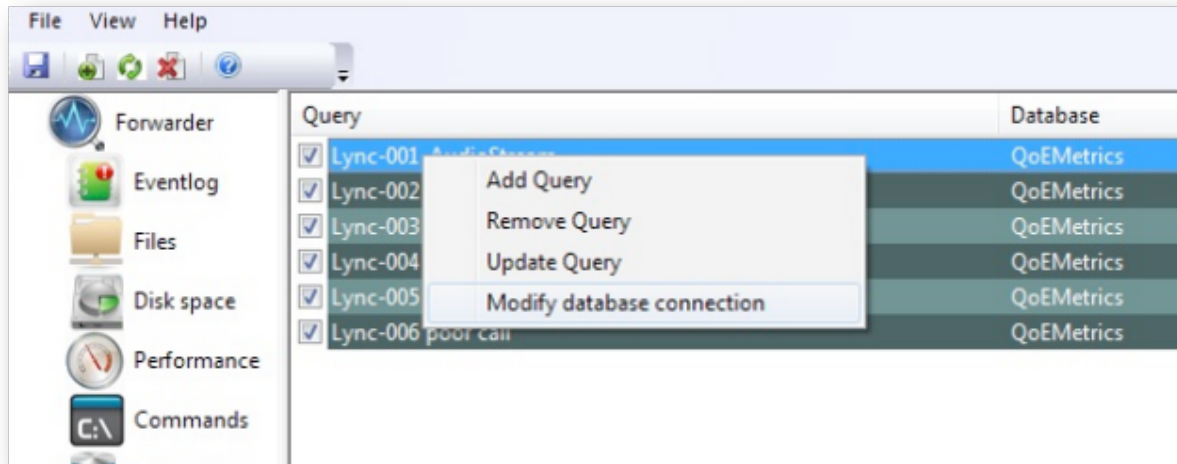 File View Help
Forwarder
Eventlog
Files
Disk space
Performance
Commands
C:\
Query Database
Lync-001 AudioStream QoEMetrics
Lync-002 QoEMetrics
Lync-003 QoEMetrics
Lync-004 QoEMetrics
Lync-005 QoEMetrics
Lync-006 poor call QoEMetrics
Add Query
Remove Query
Update Query
Modify database connection